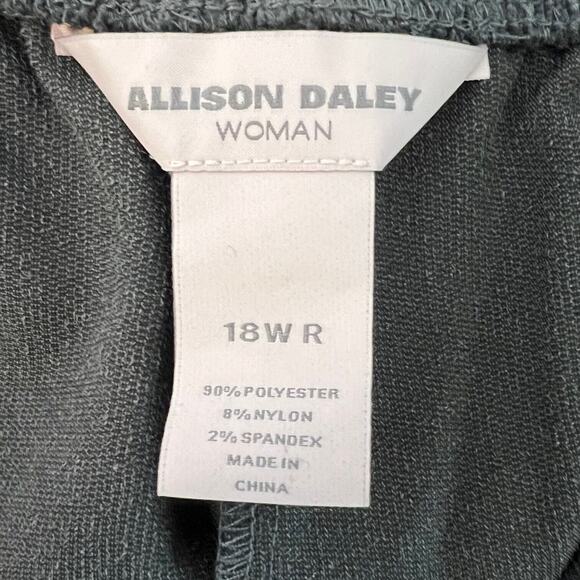 ALLISON DALEY
WOMAN
18W R
90% POLYESTER
8% NYLON
2% SPANDEX
MADE IN
CHINA